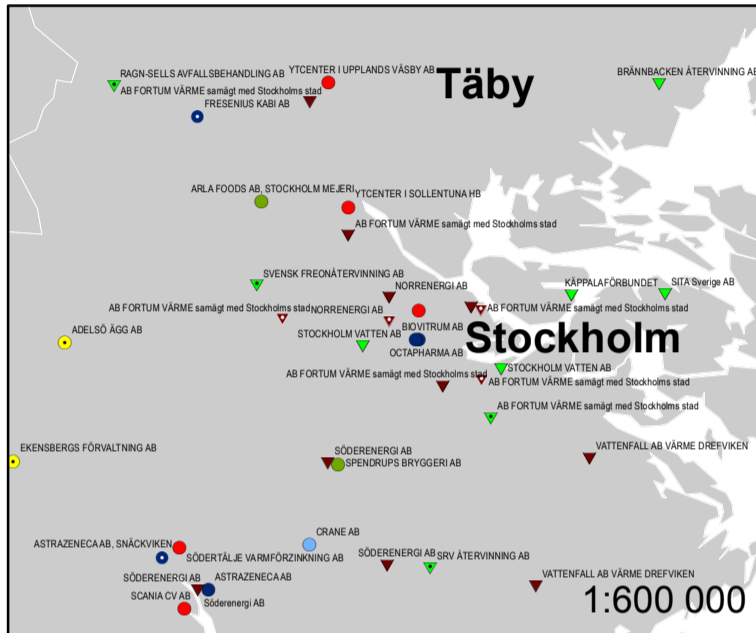 RAGN-SELLS AVFALLSBEHANDLING AB
YTCENTER I UPPLANDS VÄSBY AB
Täby
BRÄNNBACKEN ÅTERVINNING AB
AB FORTUM VÄRME samägt med Stockholms stad
FRESENIUS KABI AB
ARLA FOODS AB, STOCKHOLM MEJERI
YTCENTER I SOLLENTUNA HB
AB FORTUM VÄRME samägt med Stockholms stad
SVENSK FREONÅTERVINNING AB
NORRENERGI AB
KÄPPALAFÖRBUNDET
SITA Sverige AB
AB FORTUM VÄRME samägt med Stockholms stad
NORRENERGI AB
AB FORTUM VÄRME samägt med Stockholms stad
ADELSÖ ÄGG AB
STOCKHOLM VATTEN AB
BIOVITRUM AB
Stockholm
OCTAPHARMA AB
STOCKHOLM VATTEN AB
AB FORTUM VÄRME samägt med Stockholms stad
AB FORTUM VÄRME samägt med Stockholms stad
AB FORTUM VÄRME samägt med Stockholms stad
EKENSBERGS FÖRVALTNING AB
SÖDERENERGI AB
SPENDRUPS BRYGGERI AB
VATTENFALL AB VÄRME DREFVIKEN
CRANE AB
ASTRAZENECA AB, SNÄCKVIKEN
SÖDERTÄLJE VARMFÖRZINKNING AB
SÖDERENERGI AB
SRV ÅTERVINNING AB
SÖDERENERGI AB
ASTRAZENECA AB
VATTENFALL AB VÄRME DREFVIKEN
SCANIA CV AB
Söderenergi AB
1:600 000